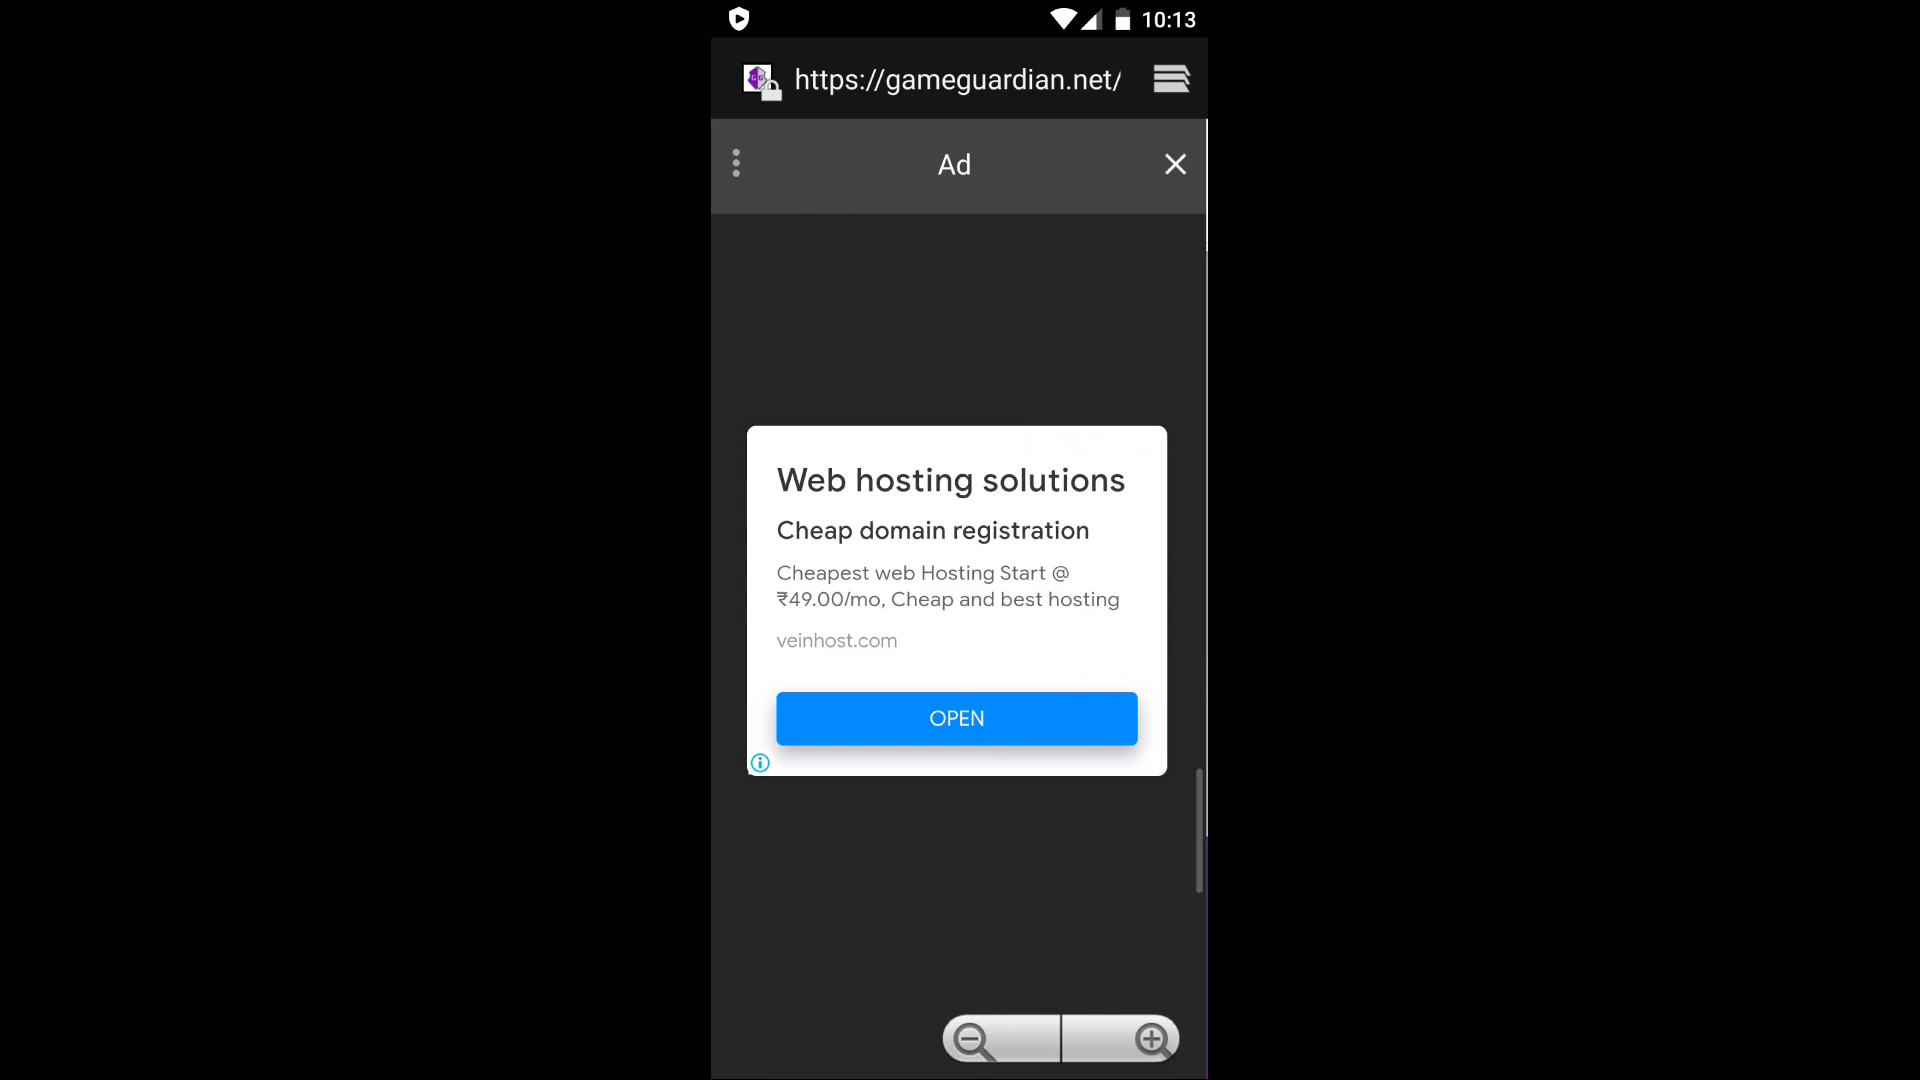 10:13
https://gameguardian.net/
Ad
Web hosting solutions
Cheap domain registration
Cheapest web Hosting Start @
₹49.00/mo, Cheap and best hosting
veinhost.com
OPEN